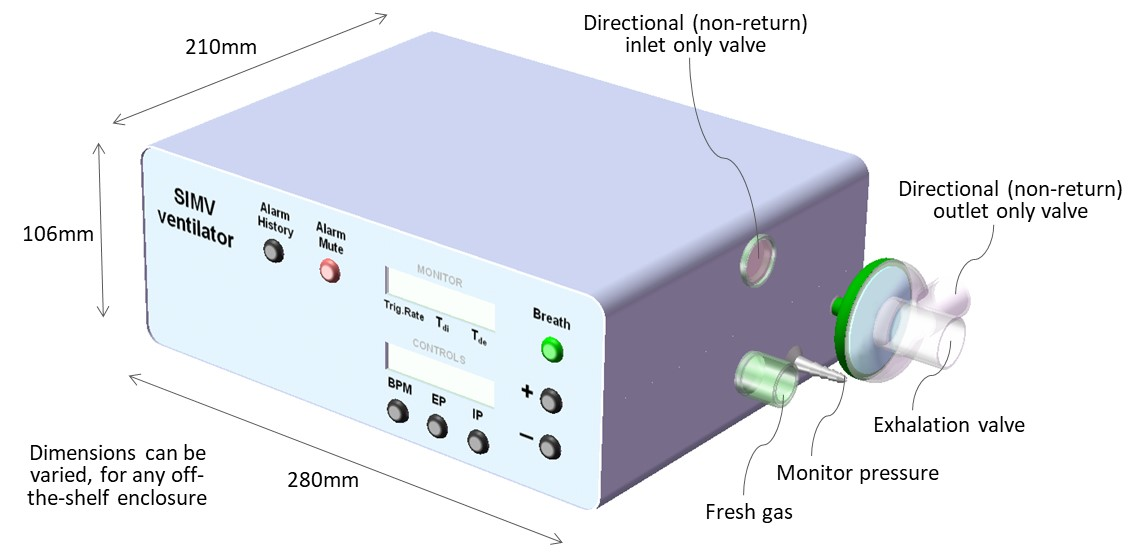 Directional (non-return)
inlet only valve
210mm
Directional (non-return)
outlet only valve
106mm
SIMV
ventilator
Alarm
History
Alarm
Mute
MONITOR
Trig.Rate Tdi Tde
Breath
CONTROLS
BPM EP IP
+
−
Exhalation valve
Monitor pressure
Fresh gas
280mm
Dimensions can be
varied, for any off-
the-shelf enclosure